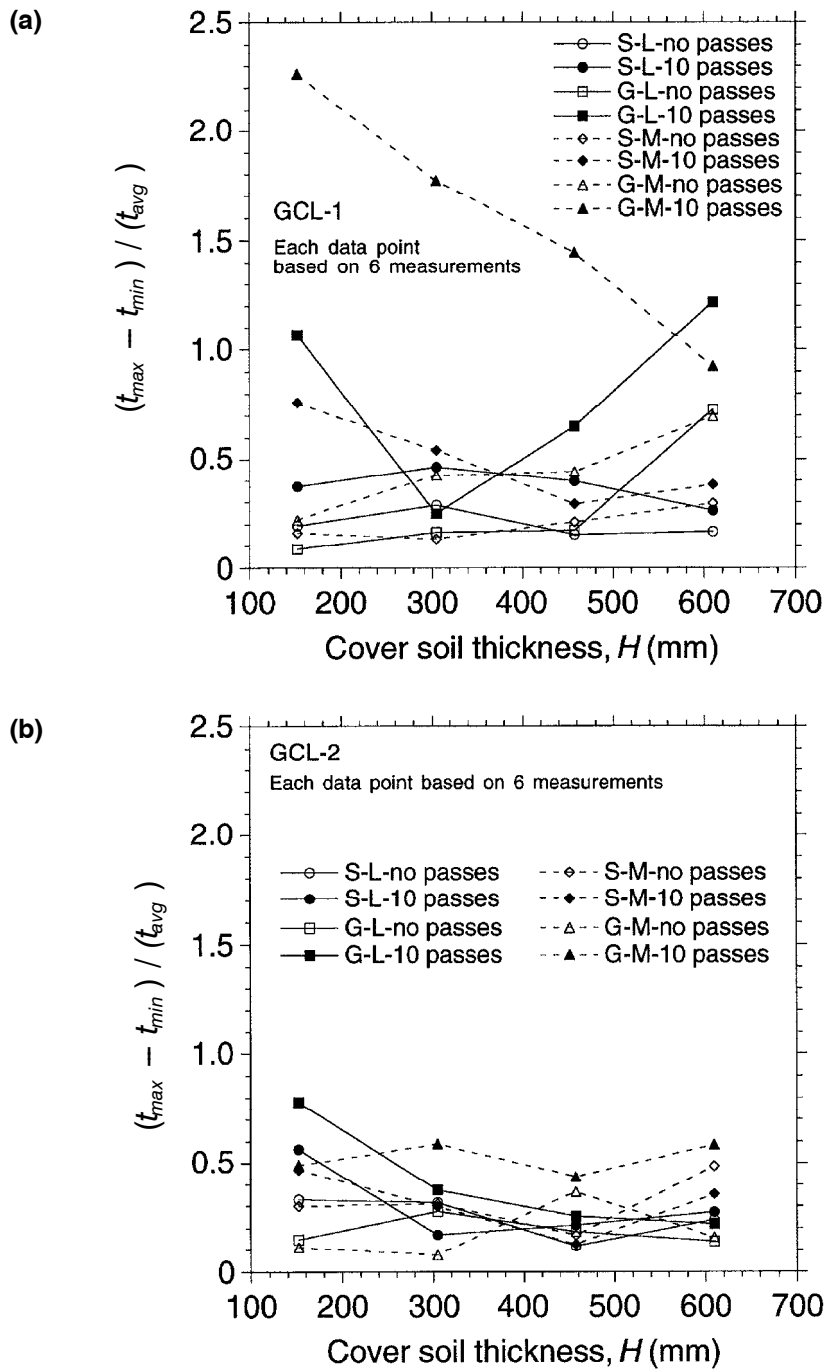 (a)
2.5
2.0
1.5
1.0
0.5
0
(t_max – t_min) / (t_avg)
S-L-no passes
S-L-10 passes
G-L-no passes
G-L-10 passes
S-M-no passes
S-M-10 passes
G-M-no passes
G-M-10 passes
GCL-1
Each data point
based on 6 measurements
100 200 300 400 500 600 700
Cover soil thickness, H (mm)
(b)
2.5
2.0
1.5
1.0
0.5
0
(t_max – t_min) / (t_avg)
GCL-2
Each data point based on 6 measurements
S-L-no passes
S-L-10 passes
G-L-no passes
G-L-10 passes
S-M-no passes
S-M-10 passes
G-M-no passes
G-M-10 passes
100 200 300 400 500 600 700
Cover soil thickness, H (mm)